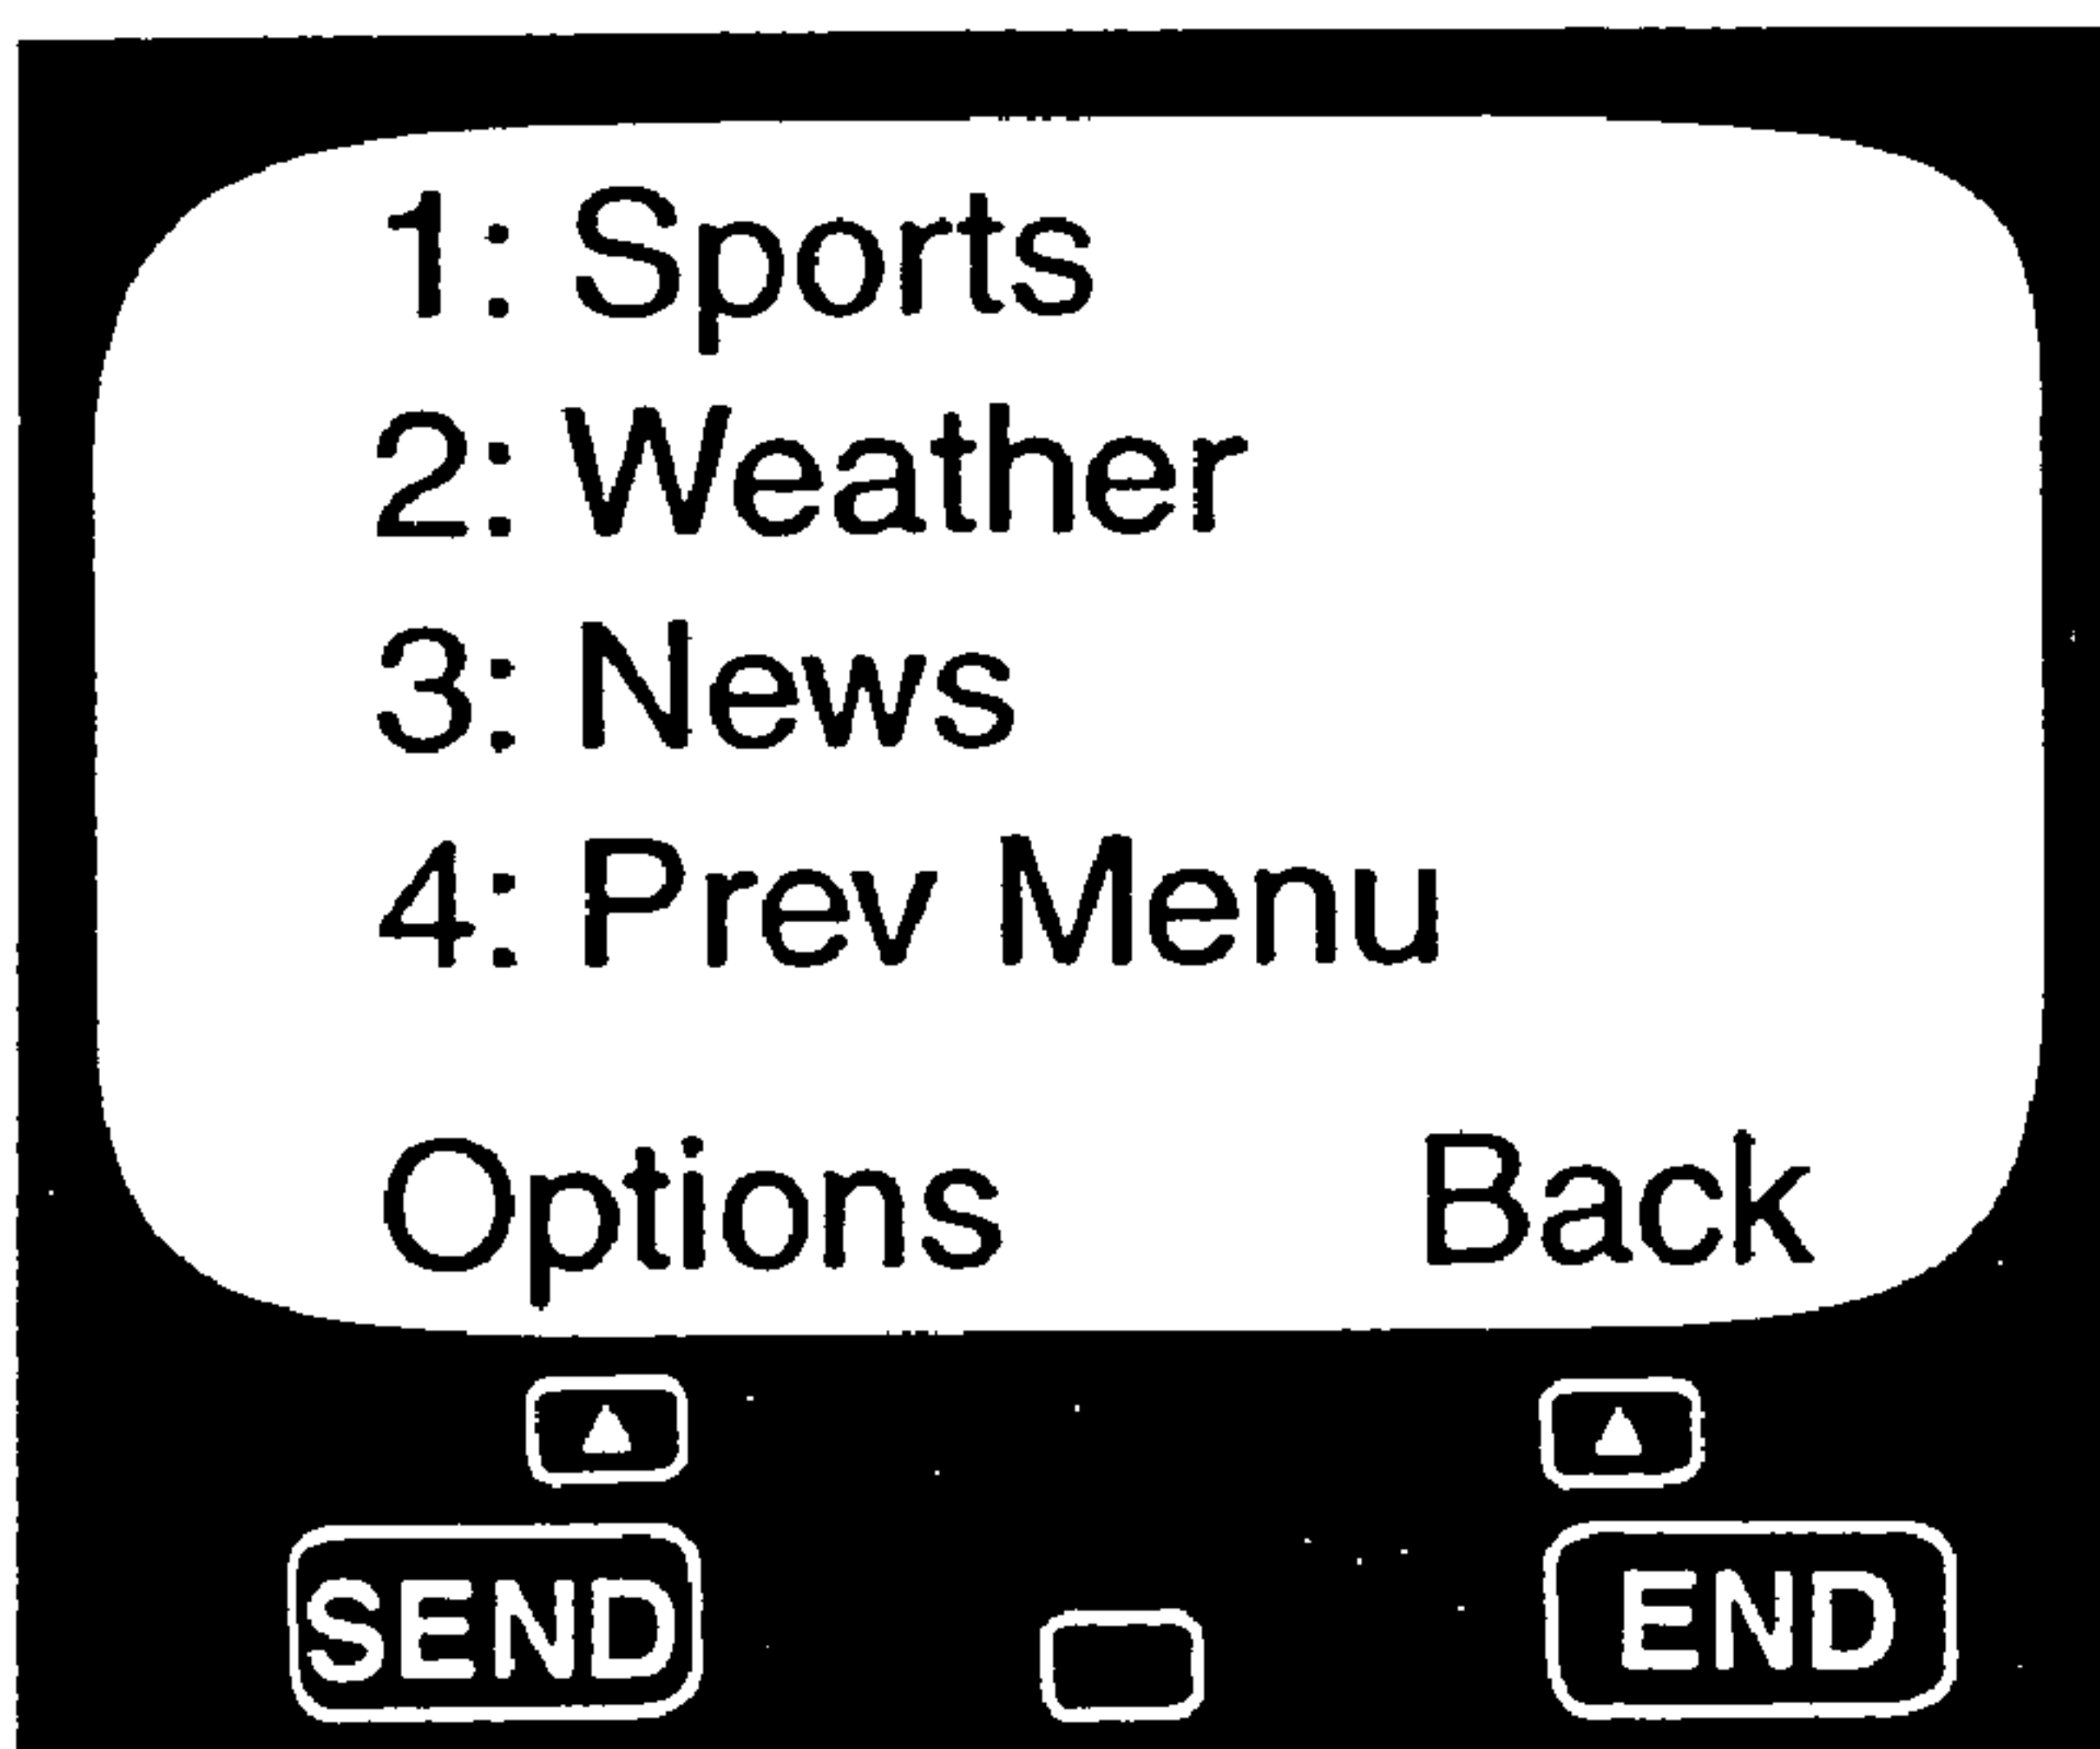 1: Sports
2: Weather
3: News
4: Prev Menu
Options Back
SEND END